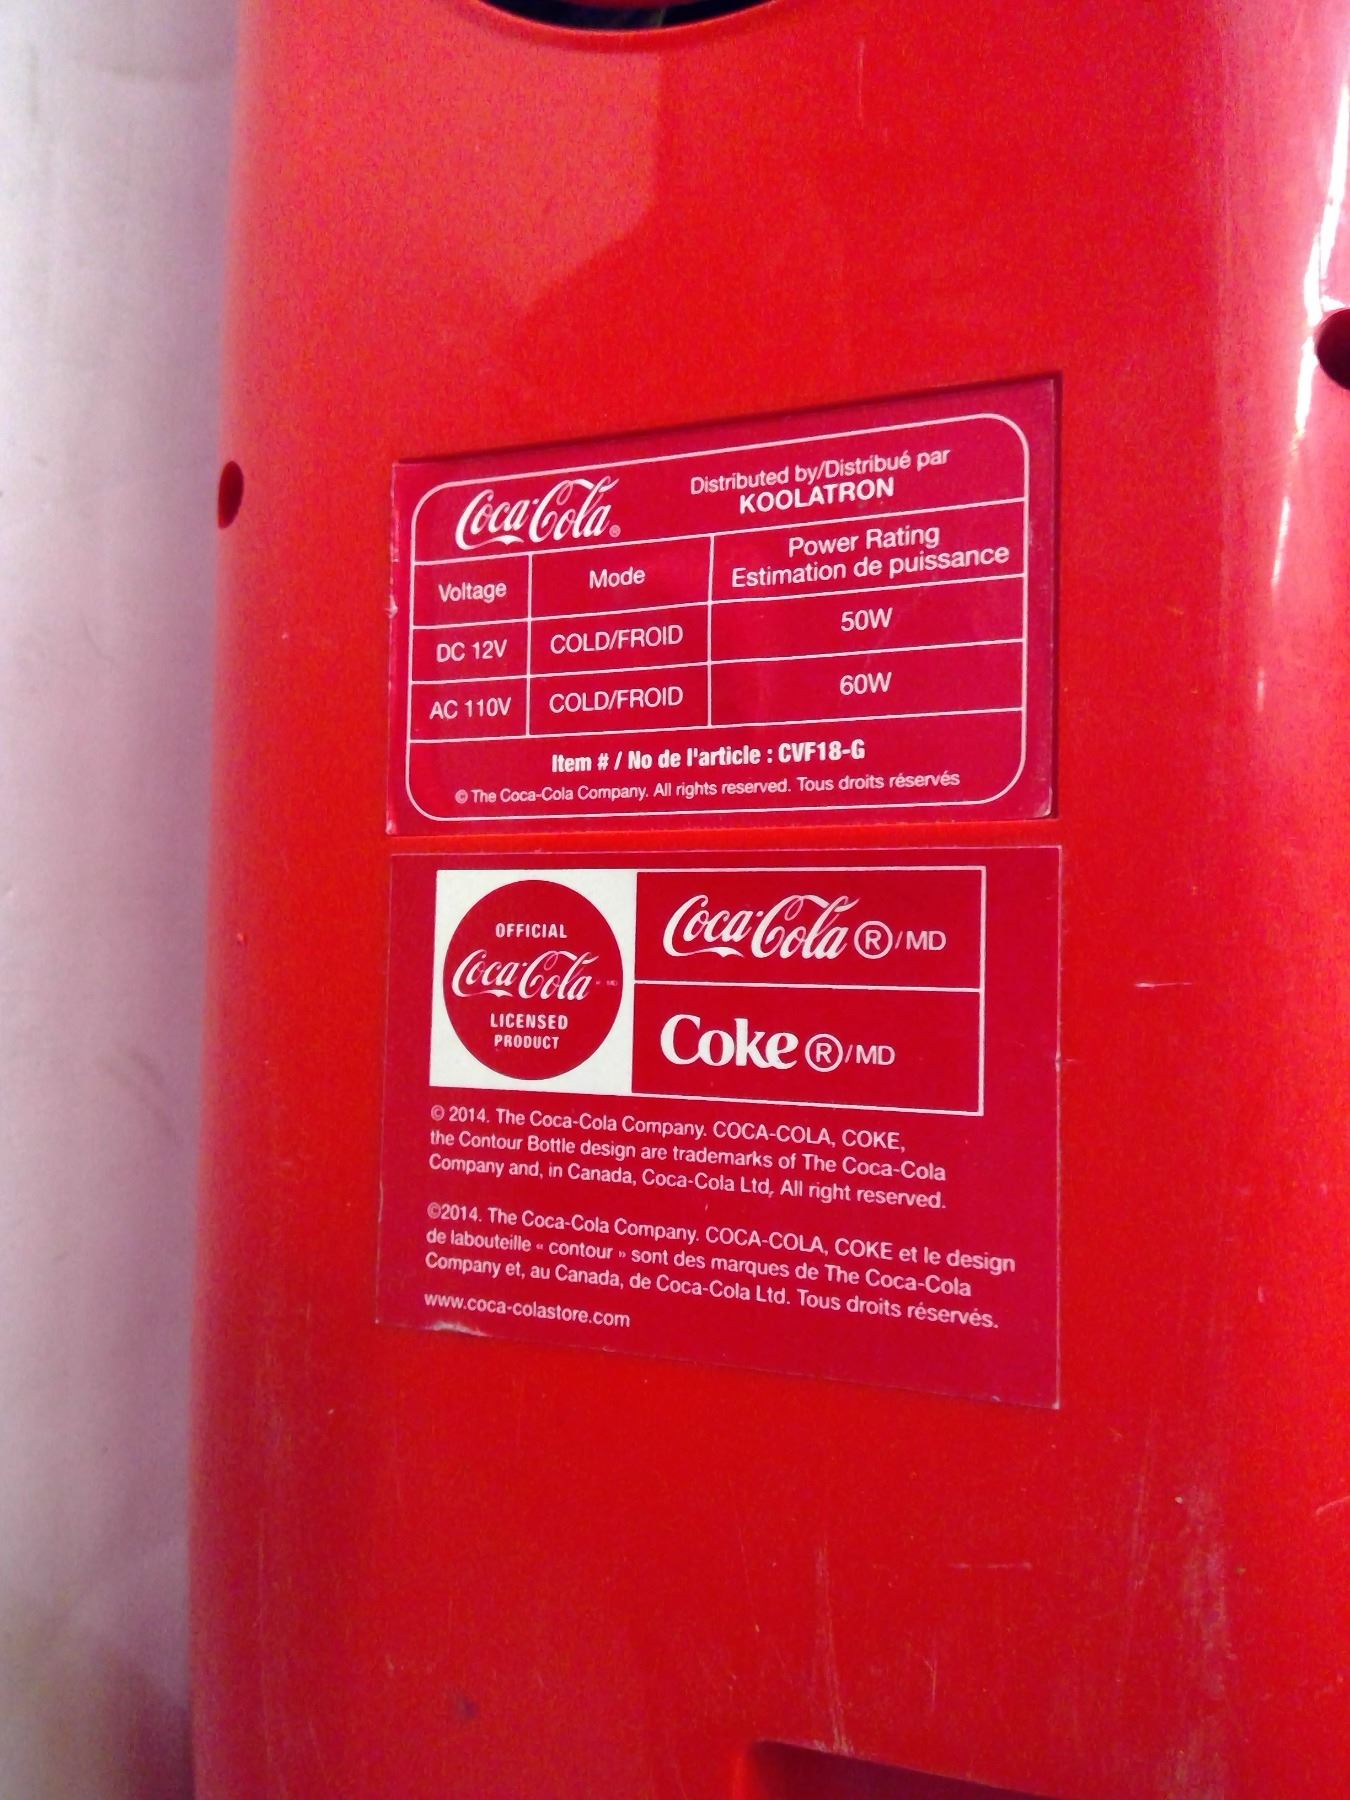 Coca-Cola®
Distributed by/Distribué par
KOOLATRON
Voltage Mode Power Rating
Estimation de puissance
DC 12V COLD/FROID 50W
AC 110V COLD/FROID 60W
Item # / No de l'article : CVF18-G
© The Coca-Cola Company. All rights reserved. Tous droits réservés
OFFICIAL
Coca-Cola
LICENSED
PRODUCT
Coca-Cola ®/MD
Coke ®/MD
© 2014. The Coca-Cola Company. COCA-COLA, COKE,
the Contour Bottle design are trademarks of The Coca-Cola
Company and, in Canada, Coca-Cola Ltd, All right reserved.
©2014. The Coca-Cola Company. COCA-COLA, COKE et le design
de labouteille « contour » sont des marques de The Coca-Cola
Company et, au Canada, de Coca-Cola Ltd. Tous droits réservés.
www.coca-colastore.com